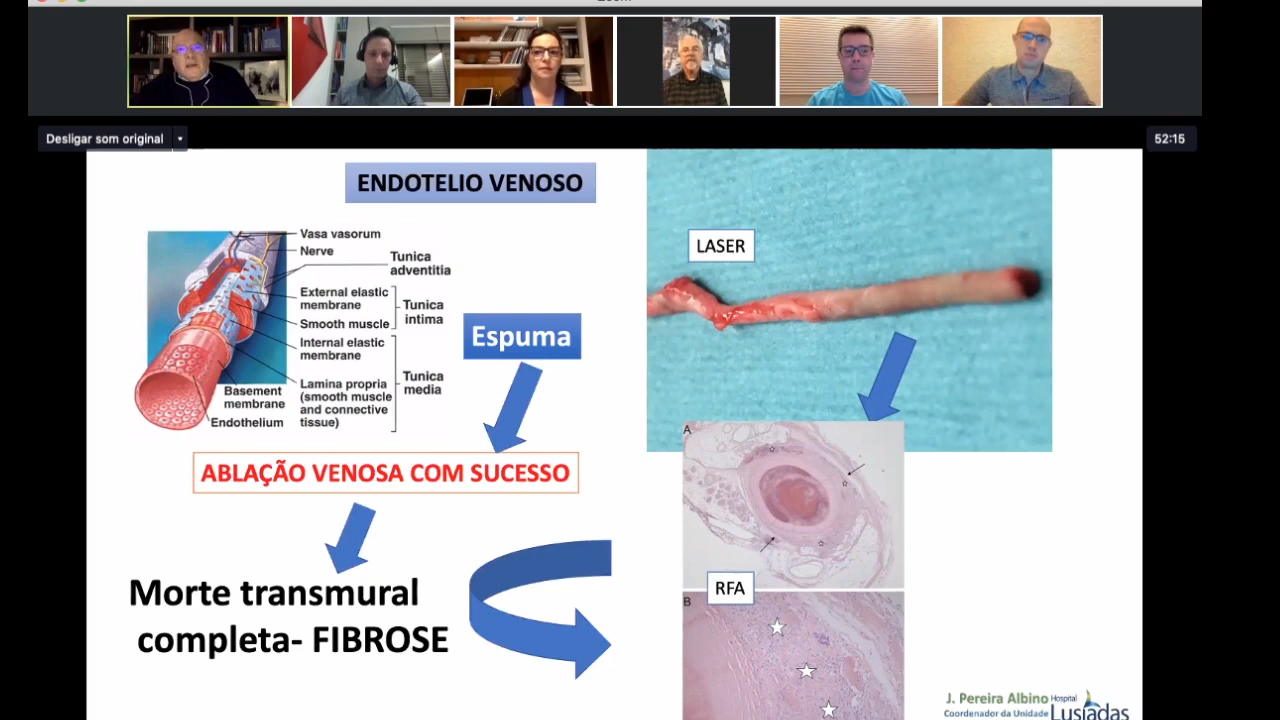 Desligar som original
52:15
ENDOTELIO VENOSO
Vasa vasorum
Nerve
Tunica
adventitia
External elastic
membrane
Smooth muscle
Tunica
intima
Internal elastic
membrane
Lamina propria
(smooth muscle
and connective
tissue)
Tunica
media
Basement
membrane
Endothelium
Espuma
LASER
ABLAÇÃO VENOSA COM SUCESSO
Morte transmural
completa- FIBROSE
A
RFA
B
J. Pereira Albino
Coordenador da Unidade
Hospital
Lusíadas